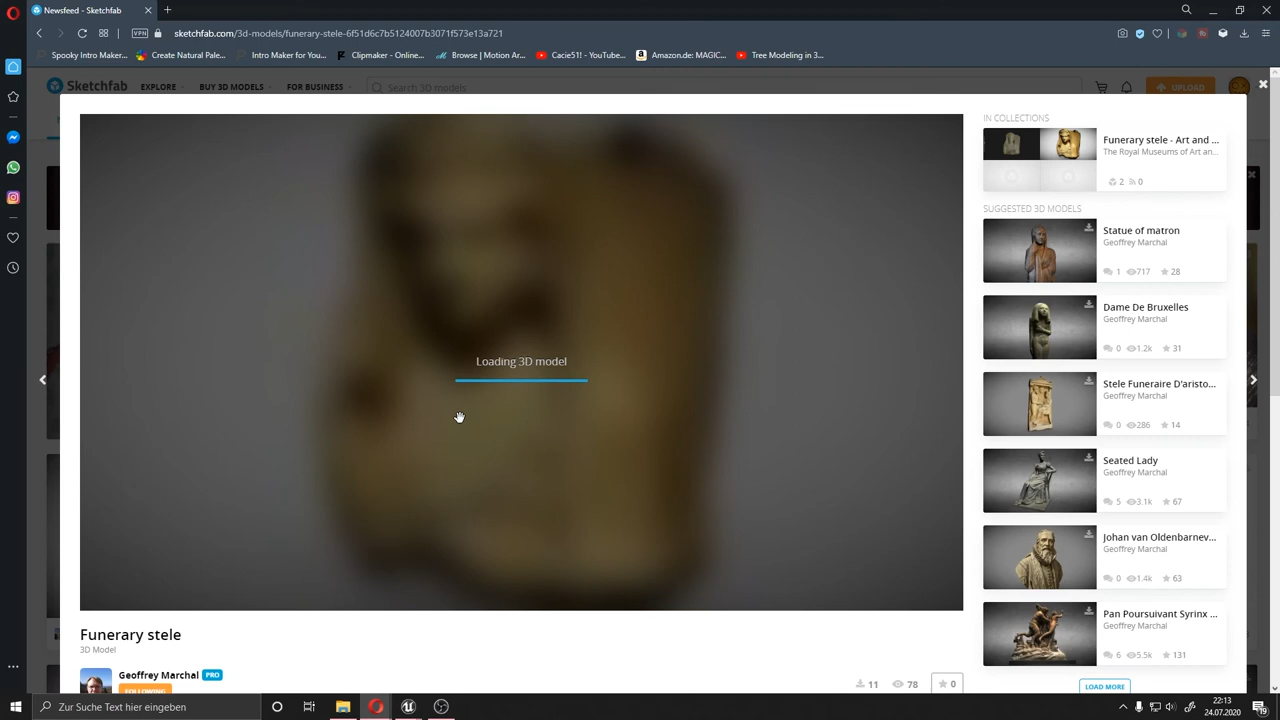 Newsfeed - Sketchfab
VPN
sketchfab.com/3d-models/funerary-stele-6f51d6c7b5124007b3071f573e13a721
Spooky Intro Maker...
Create Natural Pale...
Intro Maker for You...
Clipmaker - Online...
Browse | Motion Ar...
Cacie51! - YouTube...
Amazon.de: MAGIC...
Tree Modeling in 3...
Sketchfab
EXPLORE
BUY 3D MODELS
FOR BUSINESS
Search 3D models
UPLOAD
Loading 3D model
Funerary stele
3D Model
Geoffrey Marchal PRO
FOLLOWING
11 78 0
IN COLLECTIONS
Funerary stele - Art and ...
The Royal Museums of Art an...
2 0
SUGGESTED 3D MODELS
Statue of matron
Geoffrey Marchal
1 717 28
Dame De Bruxelles
Geoffrey Marchal
0 1.2k 31
Stele Funeraire D'aristo...
Geoffrey Marchal
0 286 14
Seated Lady
Geoffrey Marchal
5 3.1k 67
Johan van Oldenbarnev...
Geoffrey Marchal
0 1.4k 63
Pan Poursuivant Syrinx ...
Geoffrey Marchal
6 5.5k 131
LOAD MORE
Zur Suche Text hier eingeben
22:13
24.07.2020
19